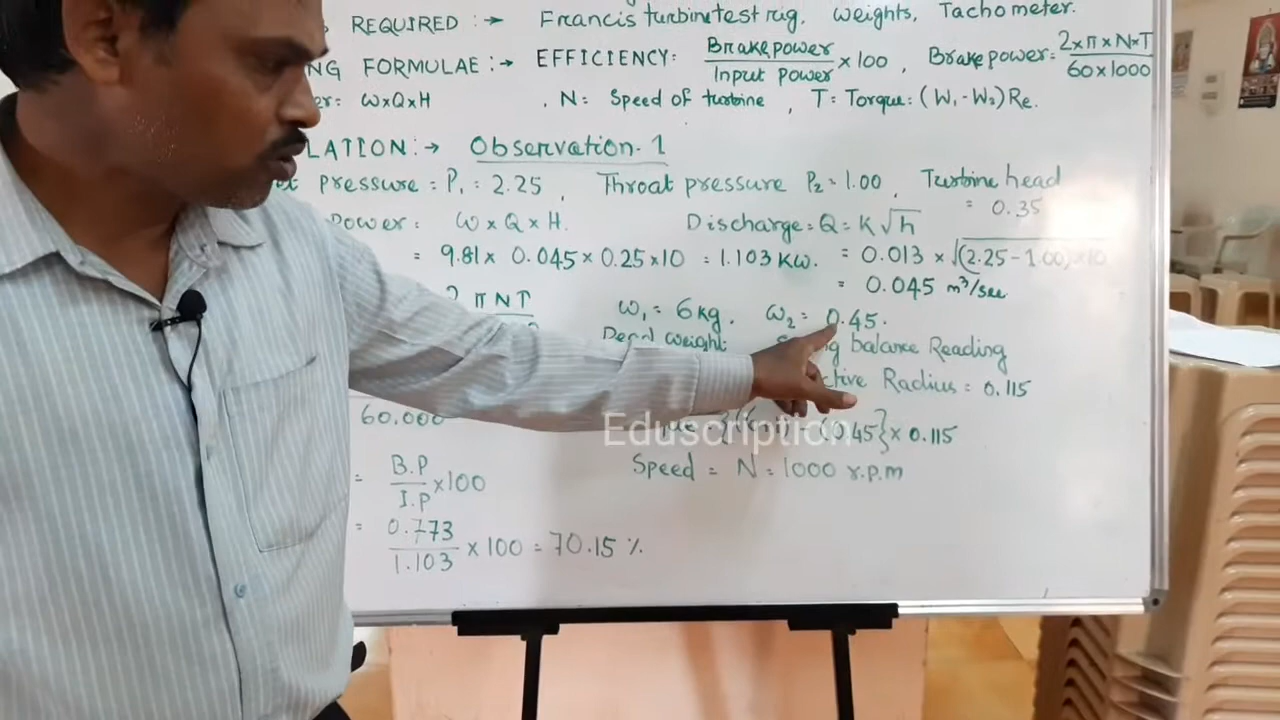 REQUIRED :→ Francis turbine test rig, Weights, Tachometer.
NG FORMULAE :→ EFFICIENCY: Brake power / Input power × 100 , Brake power: 2×π×N×T / 60×1000
er: W×Q×H , N: Speed of turbine , T = Torque: (W1 - W2) Re.
LATION :→ Observation-1
pressure = P1 : 2.25 , Throat pressure P2 = 1.00 , Turbine head
= 0.35
Power: W×Q×H. Discharge = Q = K√h
= 9.81 × 0.045 × 0.25×10 = 1.103 KW. = 0.013 × √(2.25 - 1.00)×10
= 0.045 m³/sec
2πNT ω1 = 6 kg. ω2 = 0.45.
Dead weight balance Reading
ctive Radius = 0.115
60.000 0.45} × 0.115
= B.P / I.P ×100 Speed = N = 1000 r.p.m
= 0.773 / 1.103 × 100 = 70.15 %
Eduscription